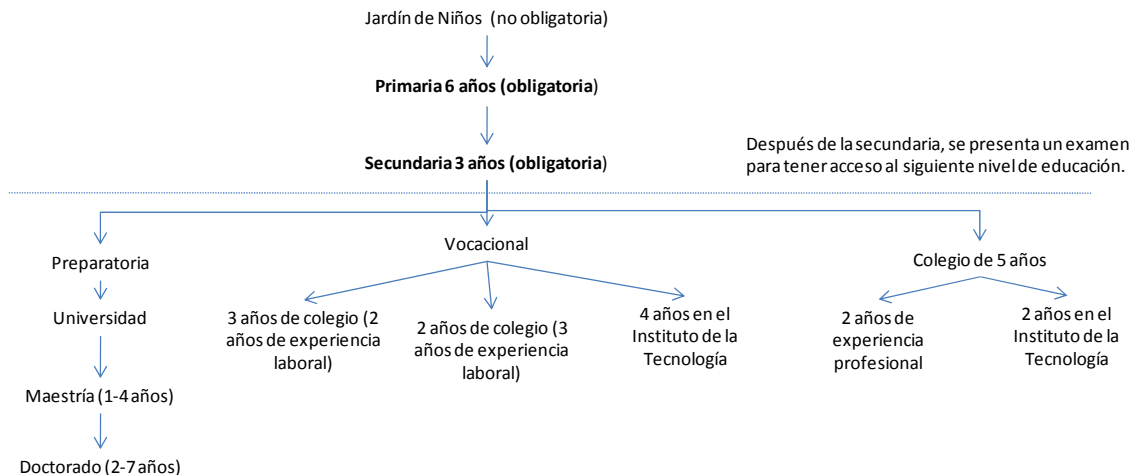 Jardín de Niños (no obligatoria)
Primaria 6 años (obligatoria)
Secundaria 3 años (obligatoria)
Después de la secundaria, se presenta un examen
para tener acceso al siguiente nivel de educación.
Preparatoria
Universidad
Maestría (1-4 años)
Doctorado (2-7 años)
Vocacional
3 años de colegio (2
años de experiencia
laboral)
2 años de colegio (3
años de experiencia
laboral)
4 años en el
Instituto de la
Tecnología
Colegio de 5 años
2 años de
experiencia
profesional
2 años en el
Instituto de la
Tecnología